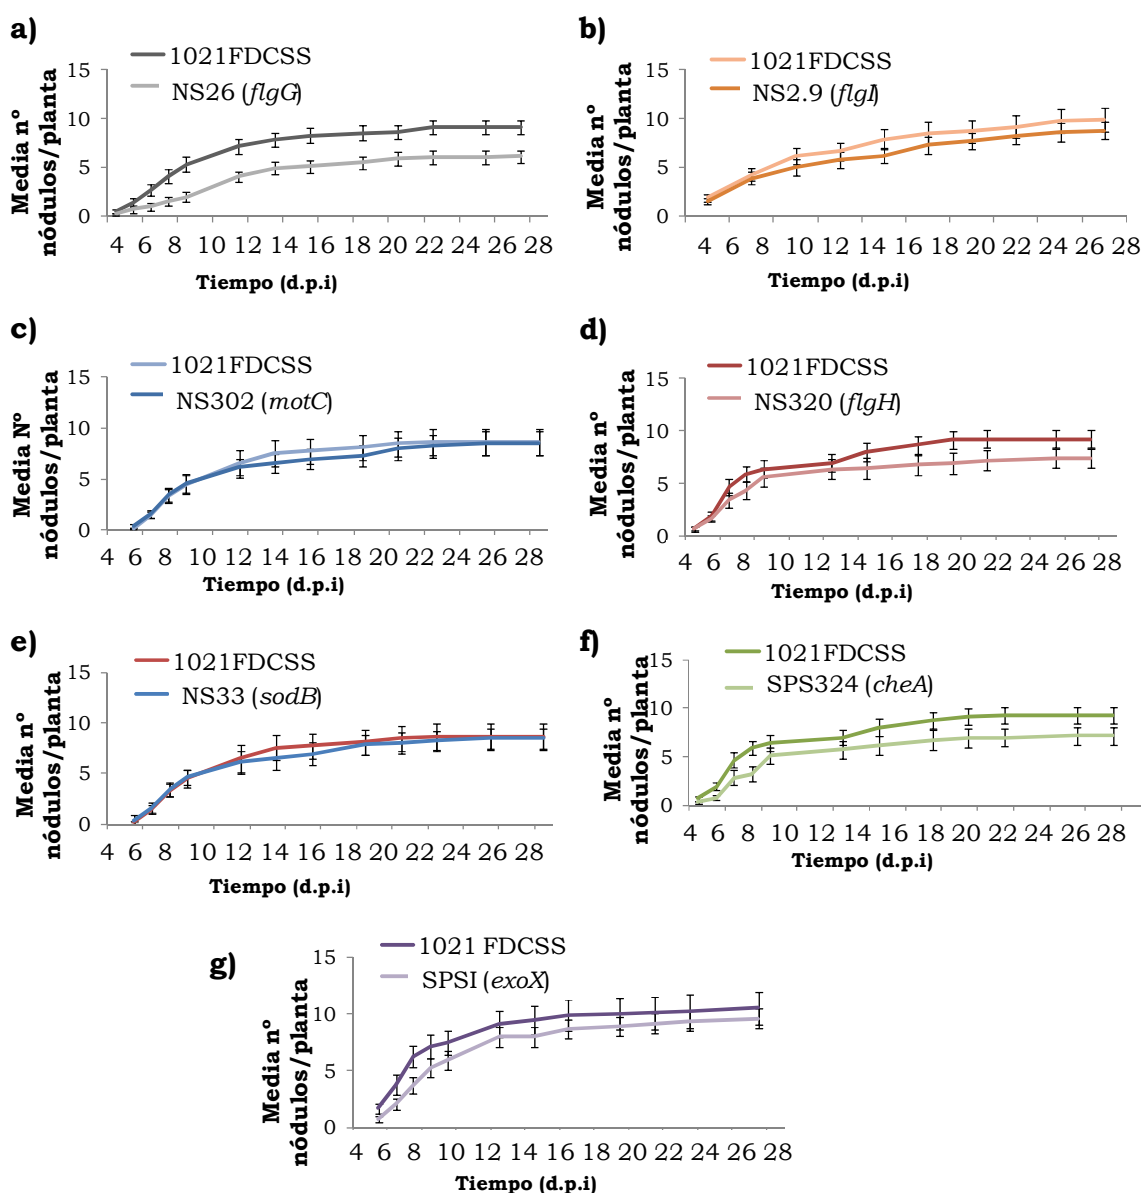 a)
1021FDCSS
NS26 (flgG)
Media nº
nódulos/planta
15
10
5
0
4 6 8 10 12 14 16 18 20 22 24 26 28
Tiempo (d.p.i)
b)
1021FDCSS
NS2.9 (flgI)
Media nº
nódulos/planta
15
10
5
0
4 6 8 10 12 14 16 18 20 22 24 26 28
Tiempo (d.p.i)
c)
1021FDCSS
NS302 (motC)
Media Nº
nódulos/planta
15
10
5
0
4 6 8 10 12 14 16 18 20 22 24 26 28
Tiempo (d.p.i)
d)
1021FDCSS
NS320 (flgH)
Media nº
nódulos/planta
15
10
5
0
4 6 8 10 12 14 16 18 20 22 24 26 28
Tiempo (d.p.i)
e)
1021FDCSS
NS33 (sodB)
Media nº
nódulos/planta
15
10
5
0
4 6 8 10 12 14 16 18 20 22 24 26 28
Tiempo (d.p.i)
f)
1021FDCSS
SPS324 (cheA)
Media nº
nódulos/planta
15
10
5
0
4 6 8 10 12 14 16 18 20 22 24 26 28
Tiempo (d.p.i)
g)
1021 FDCSS
SPSI (exoX)
Media nº
nódulos/planta
15
10
5
0
4 6 8 10 12 14 16 18 20 22 24 26 28
Tiempo (d.p.i)